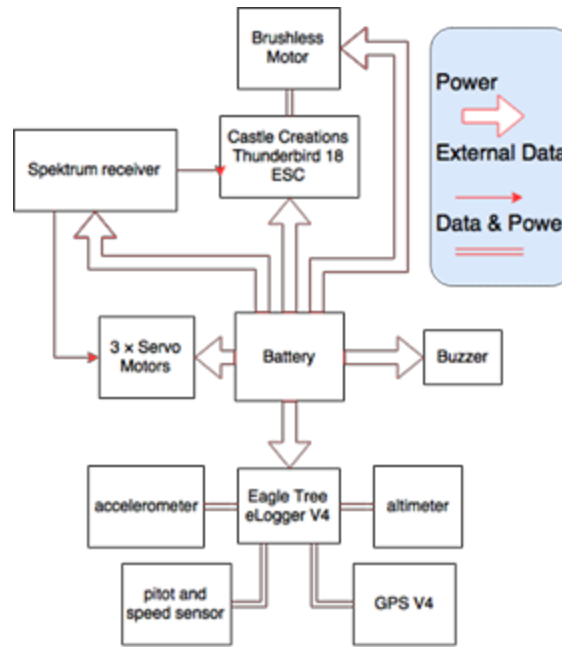 Brushless
Motor
Castle Creations
Thunderbird 18
ESC
Spektrum receiver
Power
External Data
Data & Power
3 × Servo
Motors
Battery
Buzzer
accelerometer
Eagle Tree
eLogger V4
altimeter
pitot and
speed sensor
GPS V4